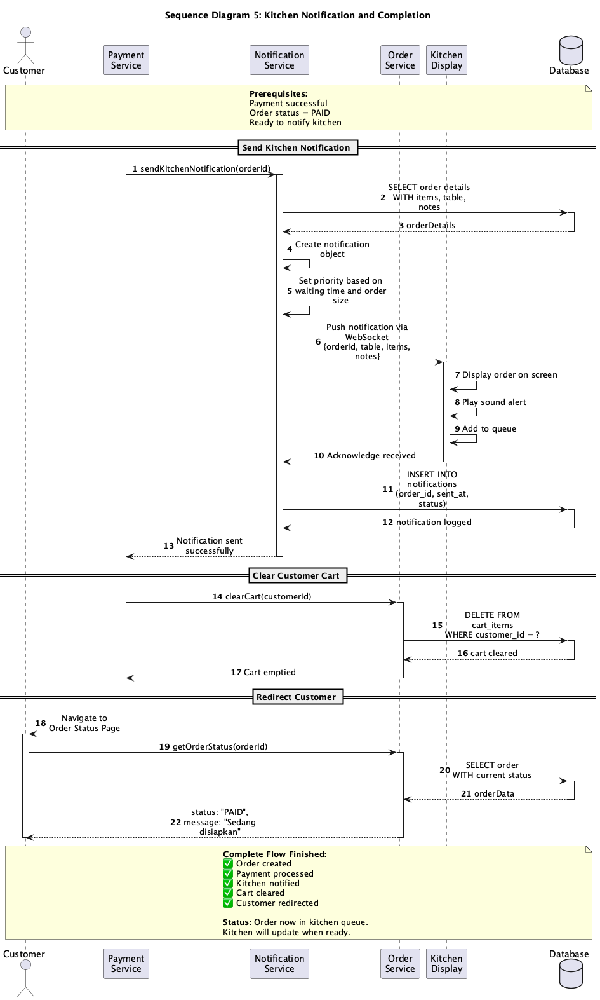 Sequence Diagram 5: Kitchen Notification and Completion
Customer
Payment
Service
Notification
Service
Order
Service
Kitchen
Display
Database
Prerequisites:
Payment successful
Order status = PAID
Ready to notify kitchen
Send Kitchen Notification
1 sendKitchenNotification(orderId)
SELECT order details
2 WITH items, table,
notes
3 orderDetails
4 Create notification
object
Set priority based on
5 waiting time and order
size
Push notification via
WebSocket
6 {orderId, table, items,
notes}
7 Display order on screen
8 Play sound alert
9 Add to queue
10 Acknowledge received
INSERT INTO
notifications
11 (order_id, sent_at,
status)
12 notification logged
13 Notification sent
successfully
Clear Customer Cart
14 clearCart(customerId)
DELETE FROM
15 cart_items
WHERE customer_id = ?
16 cart cleared
17 Cart emptied
Redirect Customer
18 Navigate to
Order Status Page
19 getOrderStatus(orderId)
20 SELECT order
WITH current status
21 orderData
status: "PAID",
22 message: "Sedang
disiapkan"
Complete Flow Finished:
✅ Order created
✅ Payment processed
✅ Kitchen notified
✅ Cart cleared
✅ Customer redirected
Status: Order now in kitchen queue.
Kitchen will update when ready.
Customer
Payment
Service
Notification
Service
Order
Service
Kitchen
Display
Database